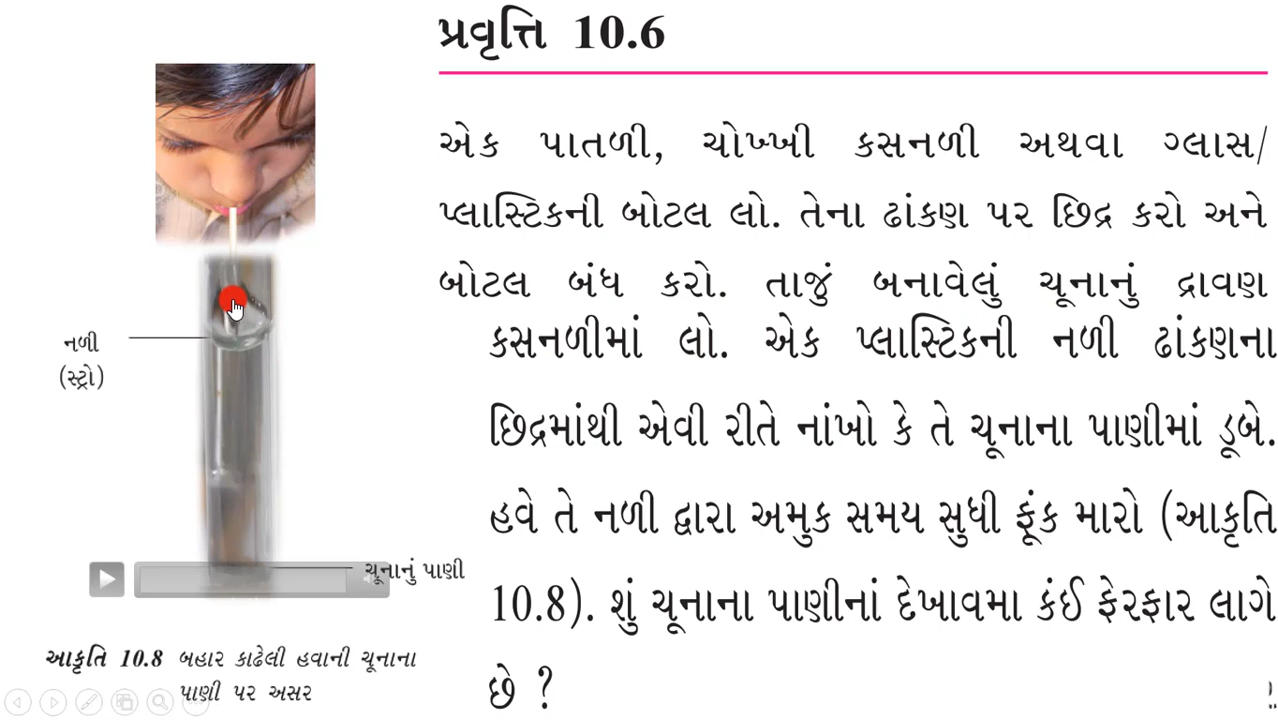 પ્રવૃત્તિ 10.6
એક પાતળી, ચોખ્ખી કસનળી અથવા ગ્લાસ/
પ્લાસ્ટિકની બોટલ લો. તેના ઢાંકણ પર છિદ્ર કરો અને
બોટલ બંધ કરો. તાજું બનાવેલું ચૂનાનું દ્રાવણ
કસનળીમાં લો. એક પ્લાસ્ટિકની નળી ઢાંકણના
છિદ્રમાંથી એવી રીતે નાંખો કે તે ચૂનાના પાણીમાં ડૂબે.
હવે તે નળી દ્વારા અમુક સમય સુધી ફૂંક મારો (આકૃતિ
10.8). શું ચૂનાના પાણીનાં દેખાવમા કંઈ ફેરફાર લાગે
છે ?
નળી
(સ્ટ્રો)
ચૂનાનું પાણી
આકૃતિ 10.8 બહાર કાઢેલી હવાની ચૂનાના
પાણી પર અસર